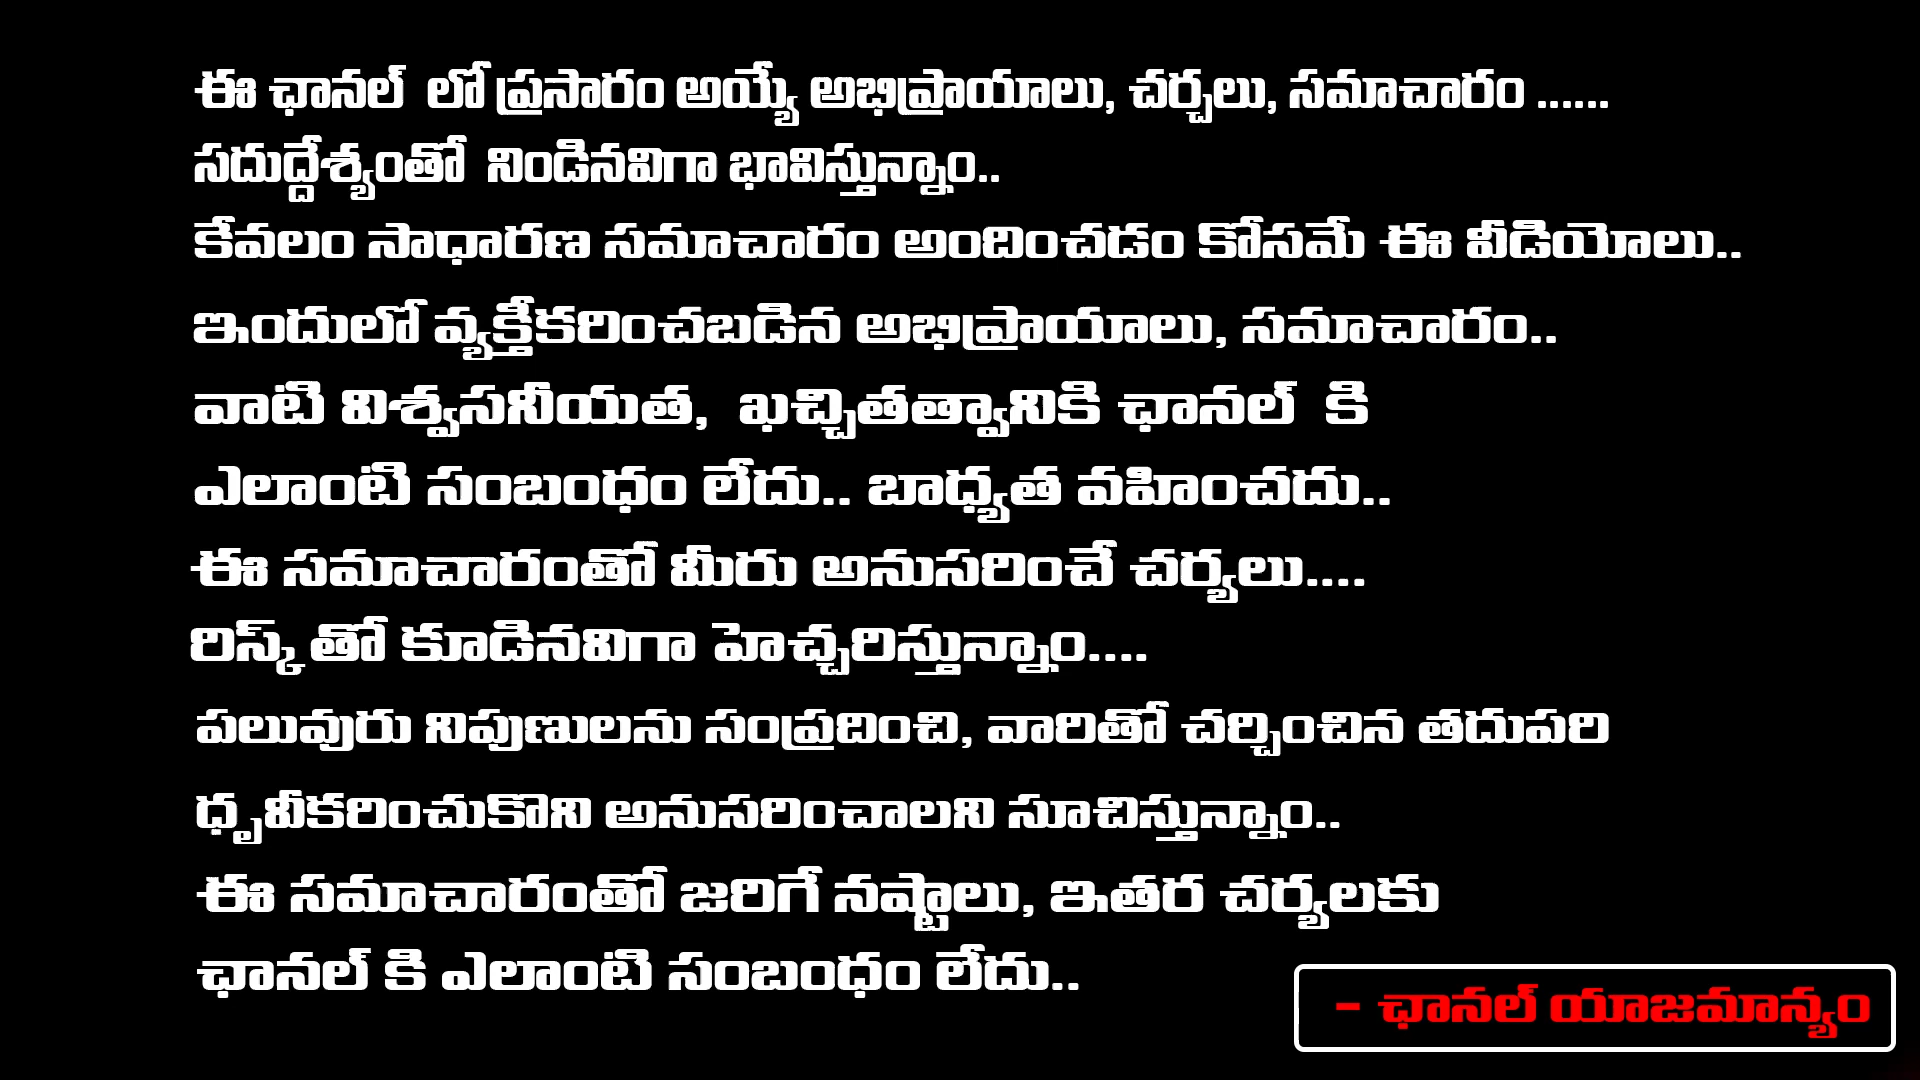 ఈ ఛానల్ లో ప్రసారం అయ్యే అభిప్రాయాలు, చర్చలు, సమాచారం ......
సదుద్దేశ్యంతో నిండినవిగా భావిస్తున్నాం..
కేవలం సాధారణ సమాచారం అందించడం కోసమే ఈ వీడియోలు..
ఇందులో వ్యక్తీకరించబడిన అభిప్రాయాలు, సమాచారం..
వాటి విశ్వసనీయత, ఖచ్చితత్వానికి ఛానల్ కి
ఎలాంటి సంబంధం లేదు.. బాధ్యత వహించదు..
ఈ సమాచారంతో మీరు అనుసరించే చర్యలు....
రిస్క్ తో కూడినవిగా హెచ్చరిస్తున్నాం....
పలువురు నిపుణులను సంప్రదించి, వారితో చర్చించిన తదుపరి
ధృవీకరించుకొని అనుసరించాలని సూచిస్తున్నాం..
ఈ సమాచారంతో జరిగే నష్టాలు, ఇతర చర్యలకు
ఛానల్ కి ఎలాంటి సంబంధం లేదు..
- ఛానల్ యాజమాన్యం